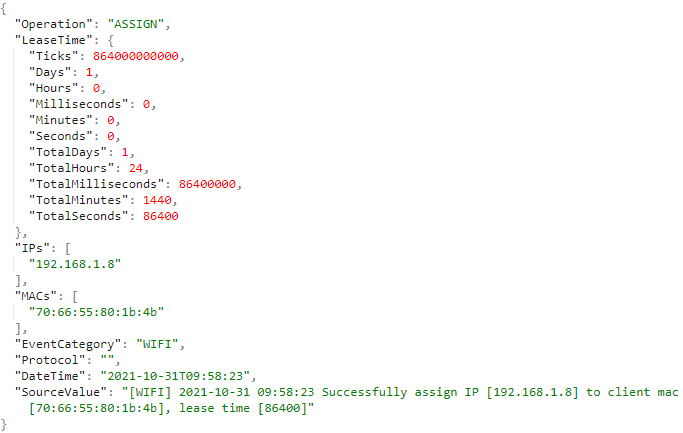 {
"Operation": "ASSIGN",
"LeaseTime": {
"Ticks": 864000000000,
"Days": 1,
"Hours": 0,
"Milliseconds": 0,
"Minutes": 0,
"Seconds": 0,
"TotalDays": 1,
"TotalHours": 24,
"TotalMilliseconds": 86400000,
"TotalMinutes": 1440,
"TotalSeconds": 86400
},
"IPs": [
"192.168.1.8"
],
"MACs": [
"70:66:55:80:1b:4b"
],
"EventCategory": "WIFI",
"Protocol": "",
"DateTime": "2021-10-31T09:58:23",
"SourceValue": "[WIFI] 2021-10-31 09:58:23 Successfully assign IP [192.168.1.8] to client mac
[70:66:55:80:1b:4b], lease time [86400]"
}